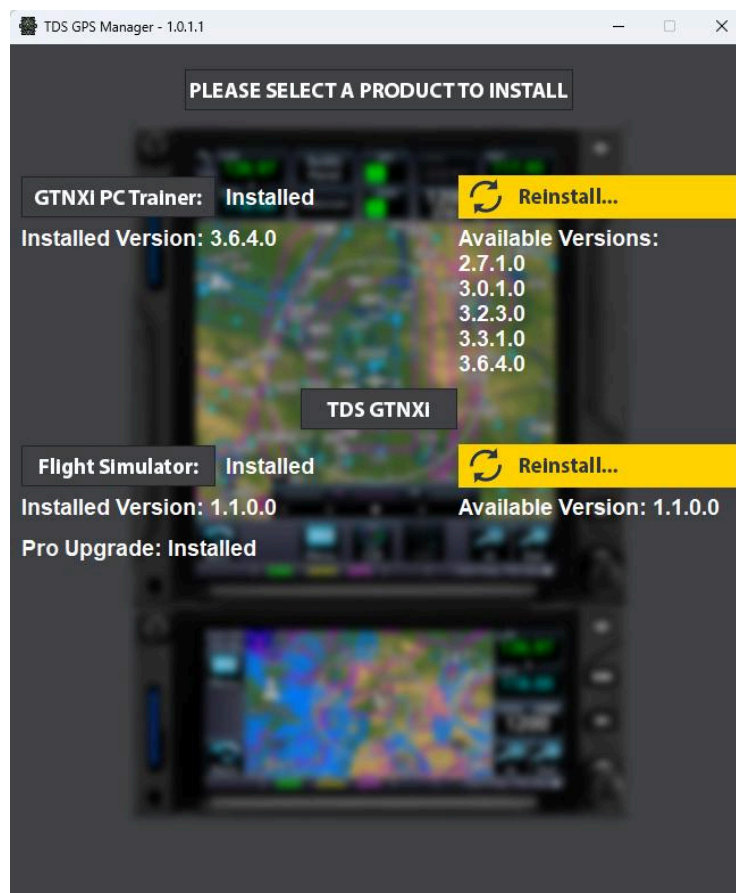 TDS GPS Manager - 1.0.1.1
PLEASE SELECT A PRODUCT TO INSTALL
GTNXI PC Trainer: Installed
Reinstall...
Installed Version: 3.6.4.0
Available Versions:
2.7.1.0
3.0.1.0
3.2.3.0
3.3.1.0
3.6.4.0
TDS GTNXI
Flight Simulator: Installed
Reinstall...
Installed Version: 1.1.0.0
Available Version: 1.1.0.0
Pro Upgrade: Installed
1200